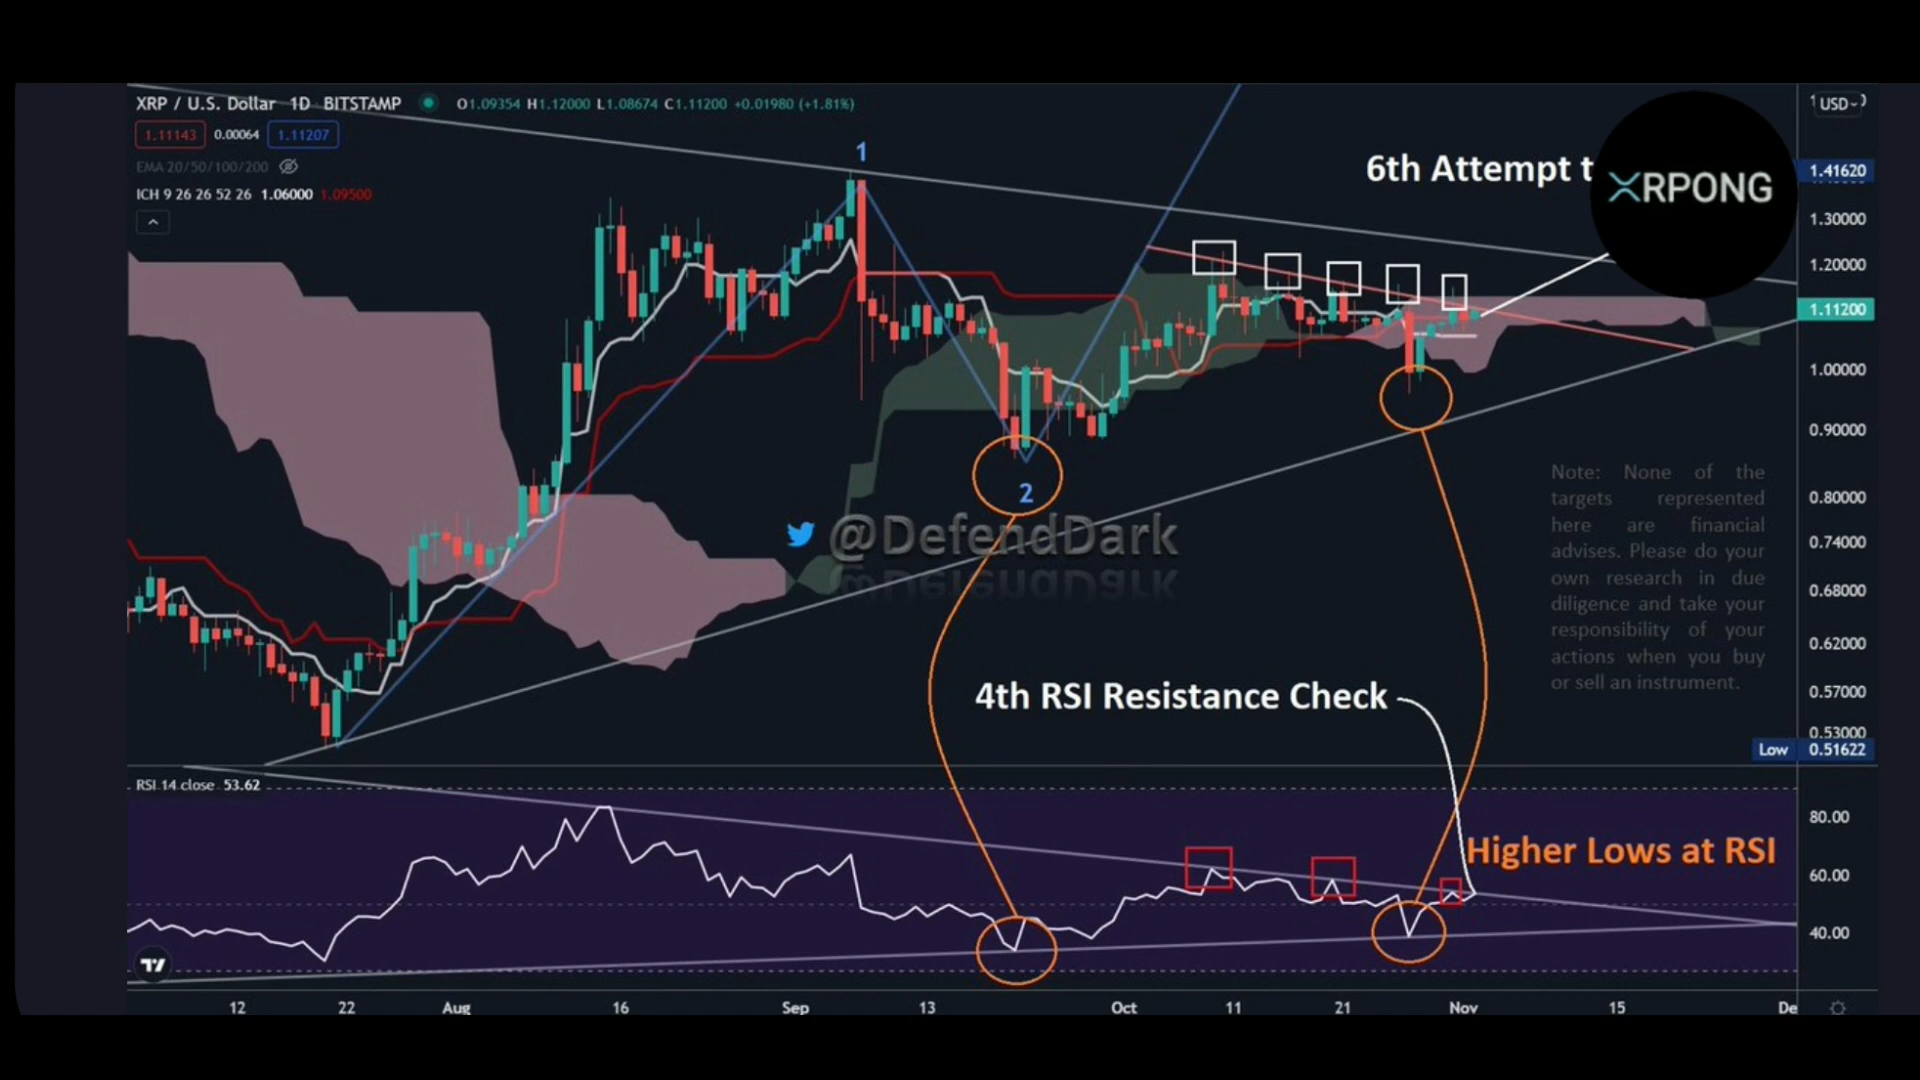 XRP / U.S. Dollar 1D BITSTAMP O1.09354 H1.12000 L1.08674 C1.11200 +0.01980 (+1.81%)
USD
1.11143 0.00064 1.11207
EMA 20/50/100/200
ICH 9 26 26 52 26 1.06000 1.09500
1
6th Attempt t
XRPONG
1.41620
1.30000
1.20000
1.11200
1.00000
0.90000
0.80000
0.74000
0.68000
0.62000
0.57000
0.53000
Low 0.51622
2
@DefendDark
Note: None of the
targets represented
here are financial
advises. Please do your
own research in due
diligence and take your
responsibility of your
actions when you buy
or sell an instrument.
4th RSI Resistance Check
RSI 14 close 53.62
Higher Lows at RSI
80.00
60.00
40.00
12 22 Aug 16 Sep 13 Oct 11 21 Nov 15 De